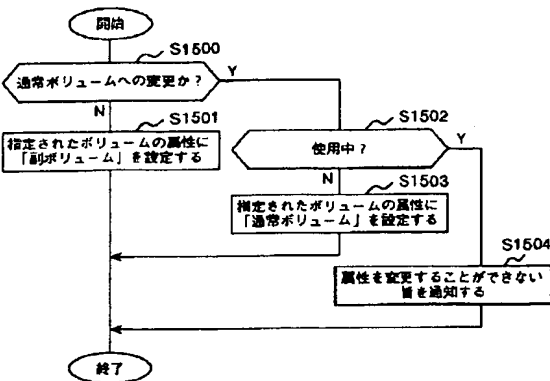 開始
S1500
通常ボリュームへの変更か?
Y
N
S1501
指定されたボリュームの属性に
「副ボリューム」を設定する
S1502
使用中?
Y
N
S1503
指定されたボリュームの属性に
「通常ボリューム」を設定する
S1504
属性を変更することができない
旨を通知する
終了